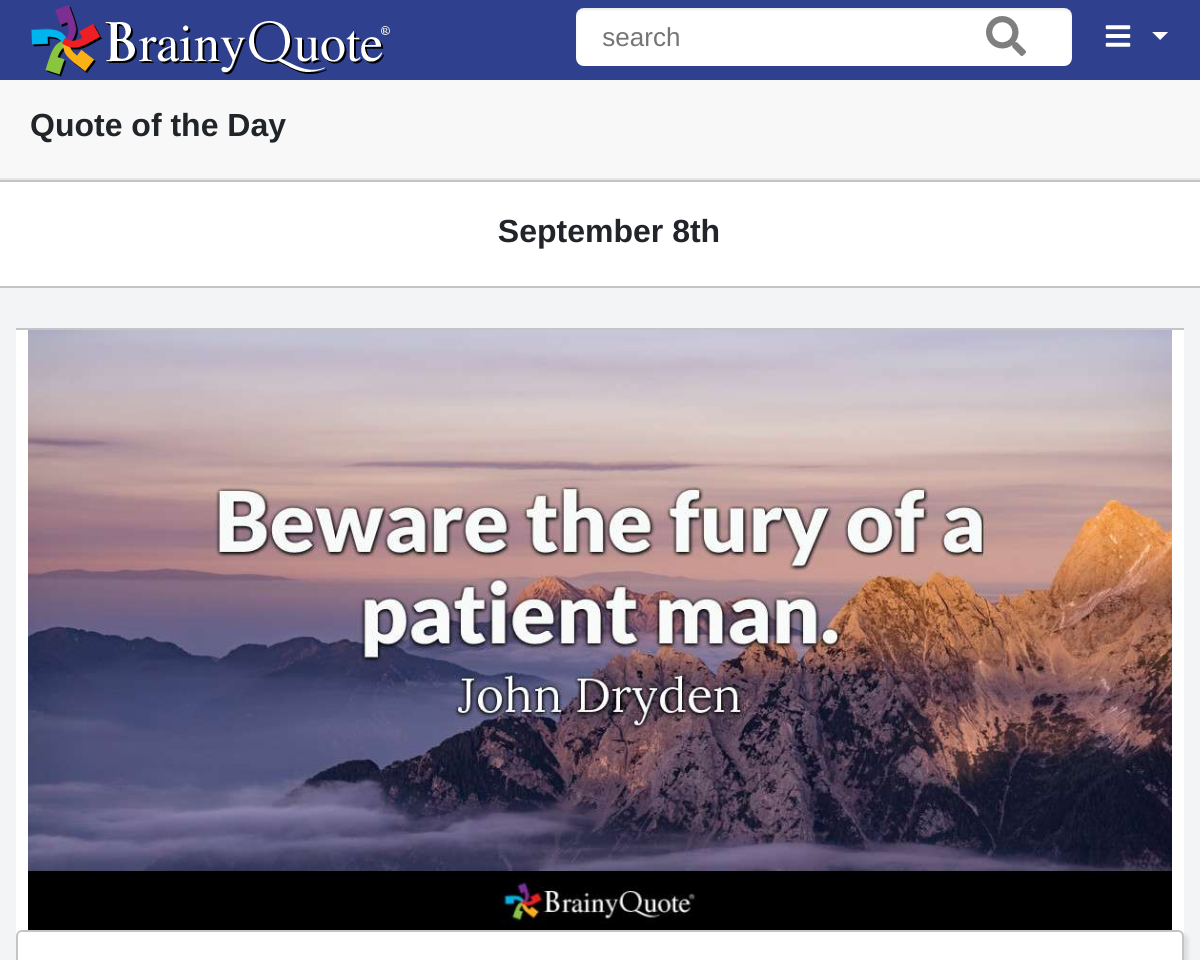 BrainyQuote®
search
Quote of the Day
September 8th
Beware the fury of a
patient man.
John Dryden
BrainyQuote®